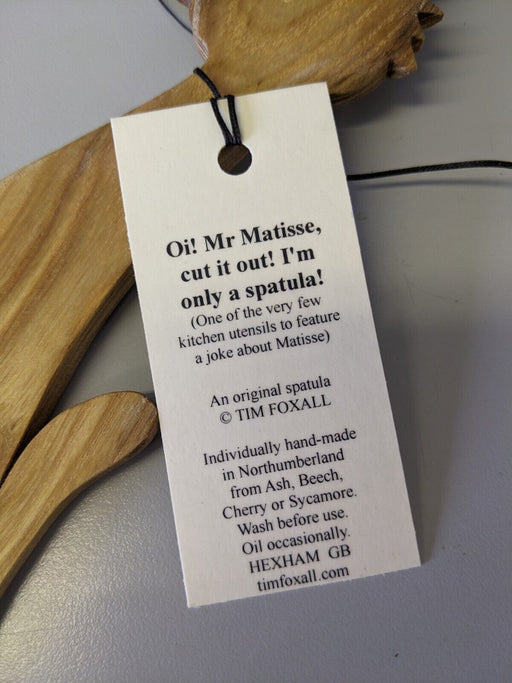 Oi! Mr Matisse,
cut it out! I'm
only a spatula!
(One of the very few
kitchen utensils to feature
a joke about Matisse)
An original spatula
© TIM FOXALL
Individually hand-made
in Northumberland
from Ash, Beech,
Cherry or Sycamore.
Wash before use.
Oil occasionally.
HEXHAM GB
timfoxall.com